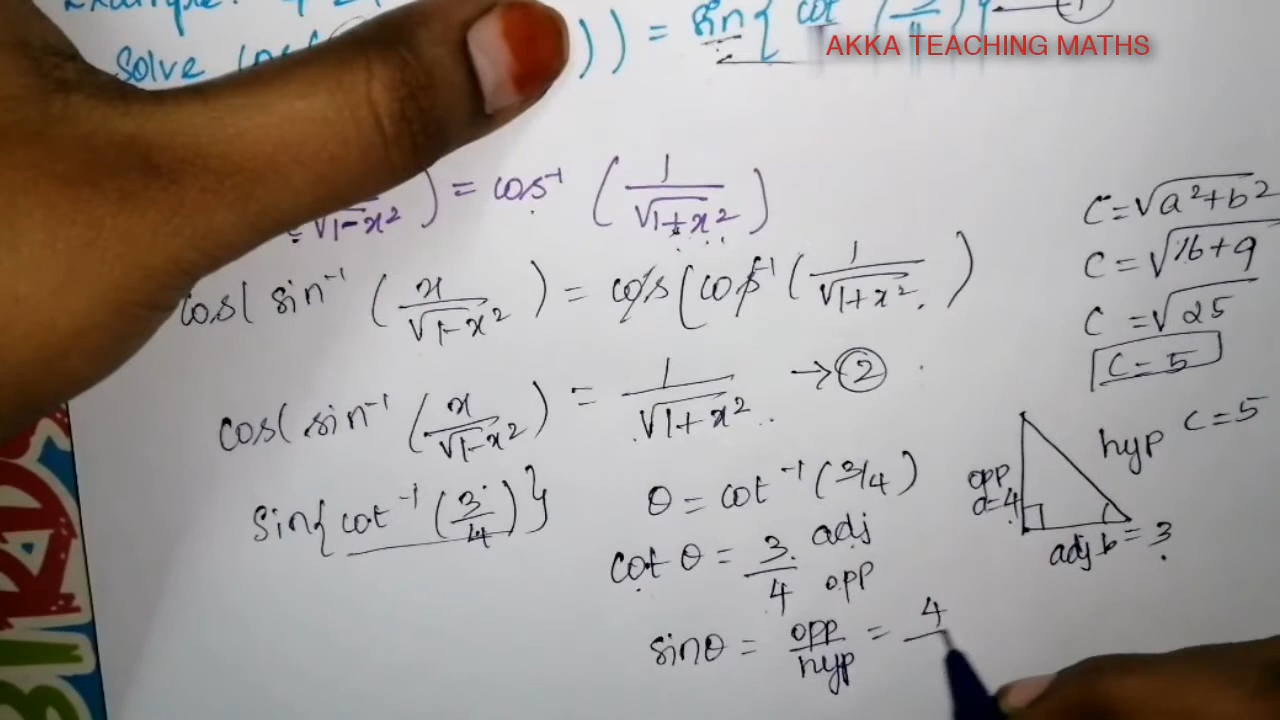 Example:
Solve cos( )) = sin{cot
AKKA TEACHING MATHS
√1-x²) = cos⁻¹ (1/√1+x²)
cos(sin⁻¹ (x/√1-x²) = cos(cos⁻¹ (1/√1+x²)
cos(sin⁻¹ (x/√1-x²) = 1/√1+x² → ②
sin{cot⁻¹ (3/4)}
θ = cot⁻¹ (3/4)
cot θ = 3/4 adj opp
sinθ = opp/hyp = 4
C = √a²+b²
C = √16+9
C = √25
C = 5
hyp C = 5
opp a = 4
adj b = 3